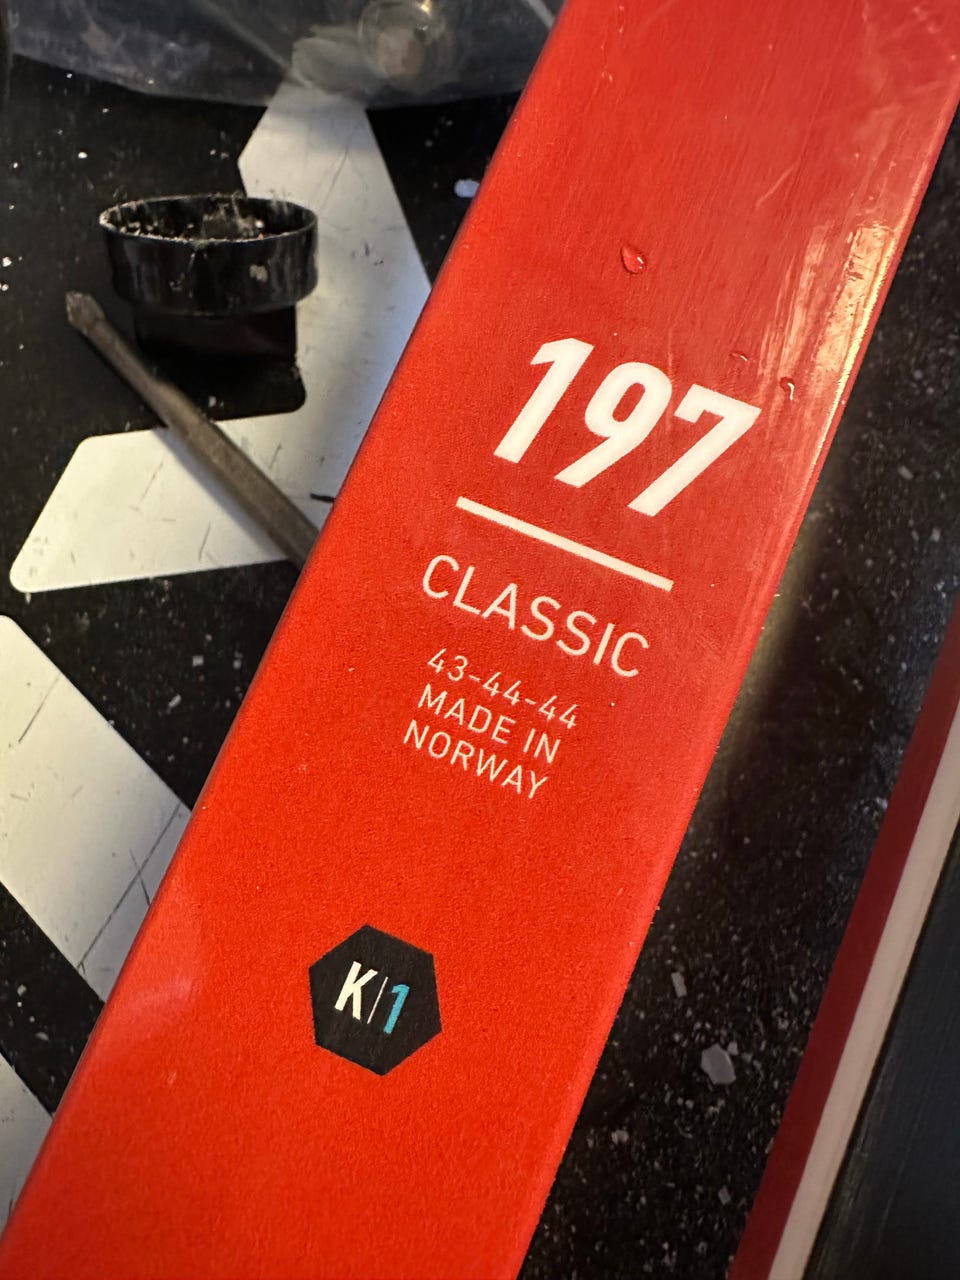 197
CLASSIC
43-44-44
MADE IN
NORWAY
K|1